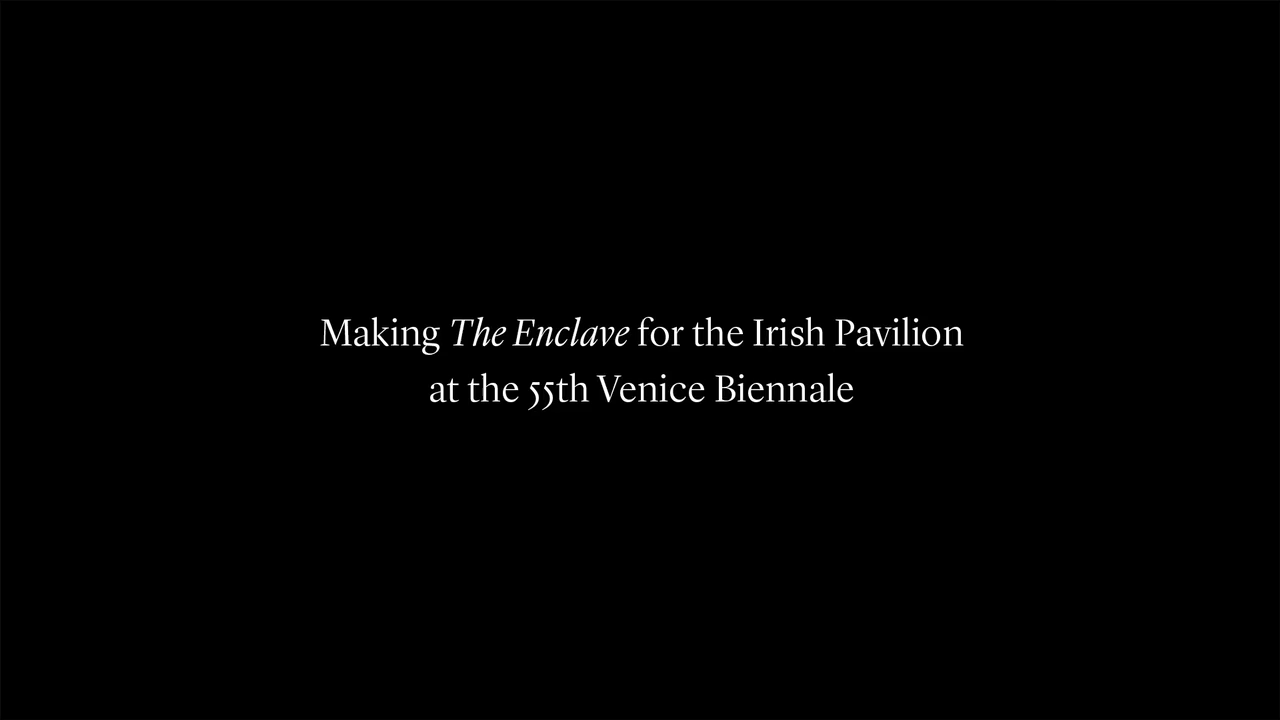 Making The Enclave for the Irish Pavilion
at the 55th Venice Biennale